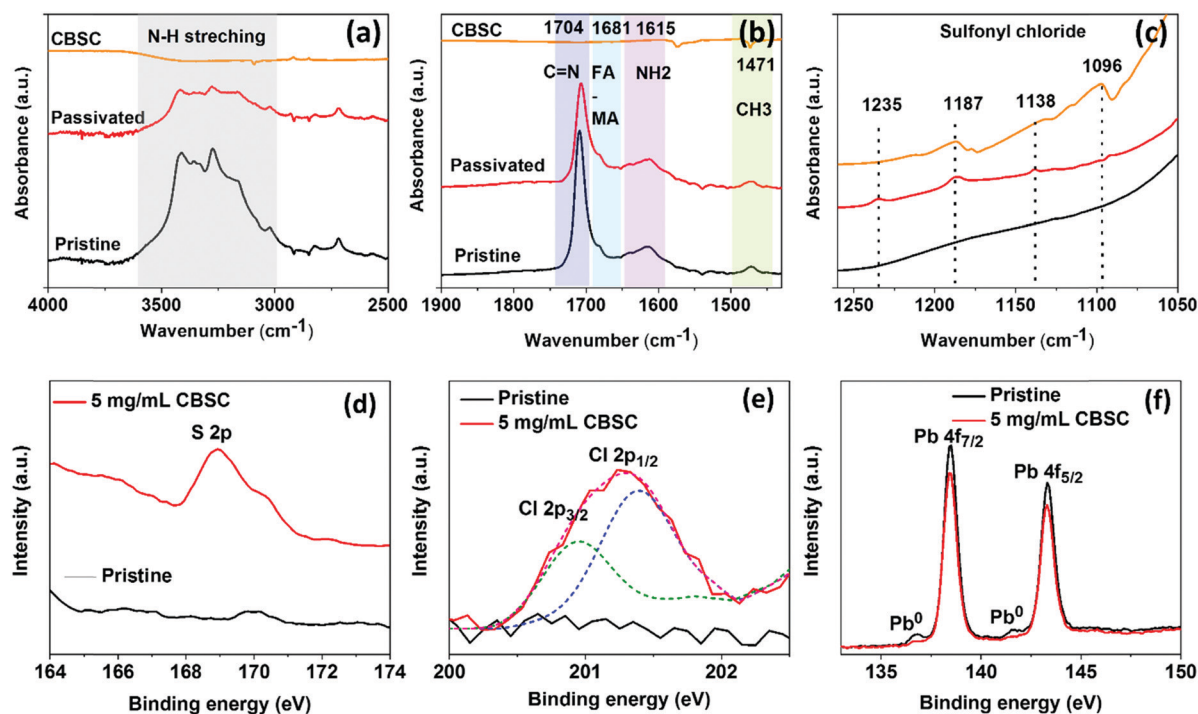 (a)
CBSC
N-H streching
Passivated
Pristine
Absorbance (a.u.)
4000 3500 3000 2500
Wavenumber (cm-1)
(b)
CBSC 1704 1681 1615
C=N FA NH2 1471
-
MA CH3
Passivated
Pristine
Absorbance (a.u.)
1900 1800 1700 1600 1500
Wavenumber (cm-1)
(c)
Sulfonyl chloride
1235 1187 1138 1096
Absorbance (a.u.)
1250 1200 1150 1100 1050
Wavenumber (cm-1)
(d)
5 mg/mL CBSC
S 2p
Pristine
Intensity (a.u.)
164 166 168 170 172 174
Binding energy (eV)
(e)
Pristine
5 mg/mL CBSC
Cl 2p1/2
Cl 2p3/2
Intensity (a.u.)
200 201 202
Binding energy (eV)
(f)
Pristine
5 mg/mL CBSC
Pb 4f7/2
Pb 4f5/2
Pb0 Pb0
Intensity (a.u.)
135 140 145 150
Binding energy (eV)